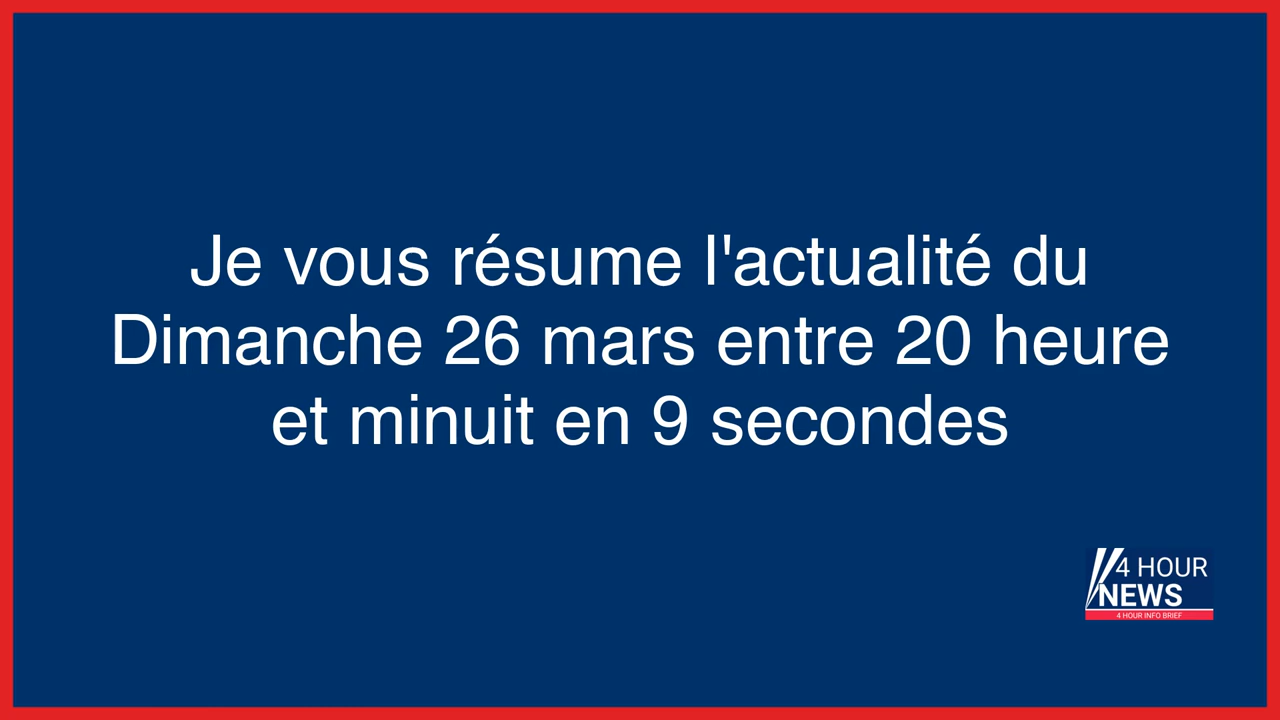 Je vous résume l'actualité du
Dimanche 26 mars entre 20 heure
et minuit en 9 secondes
4 HOUR
NEWS
4 HOUR INFO BRIEF